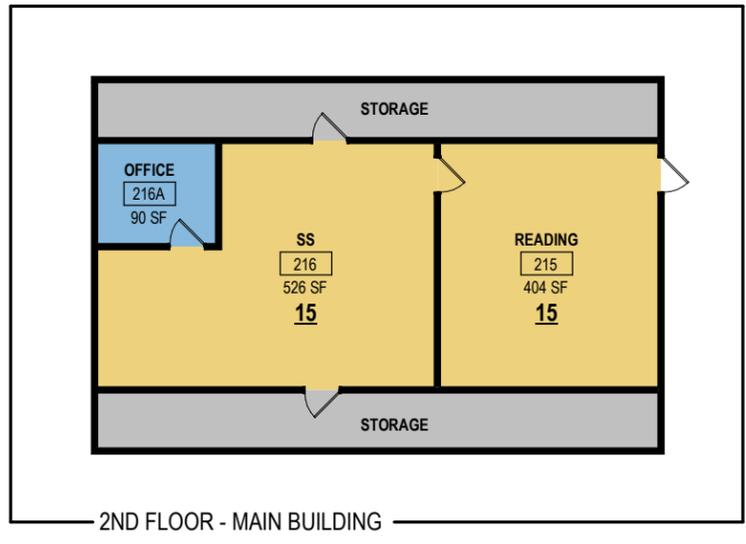 STORAGE
OFFICE
216A
90 SF
SS
216
526 SF
15
READING
215
404 SF
15
STORAGE
2ND FLOOR - MAIN BUILDING